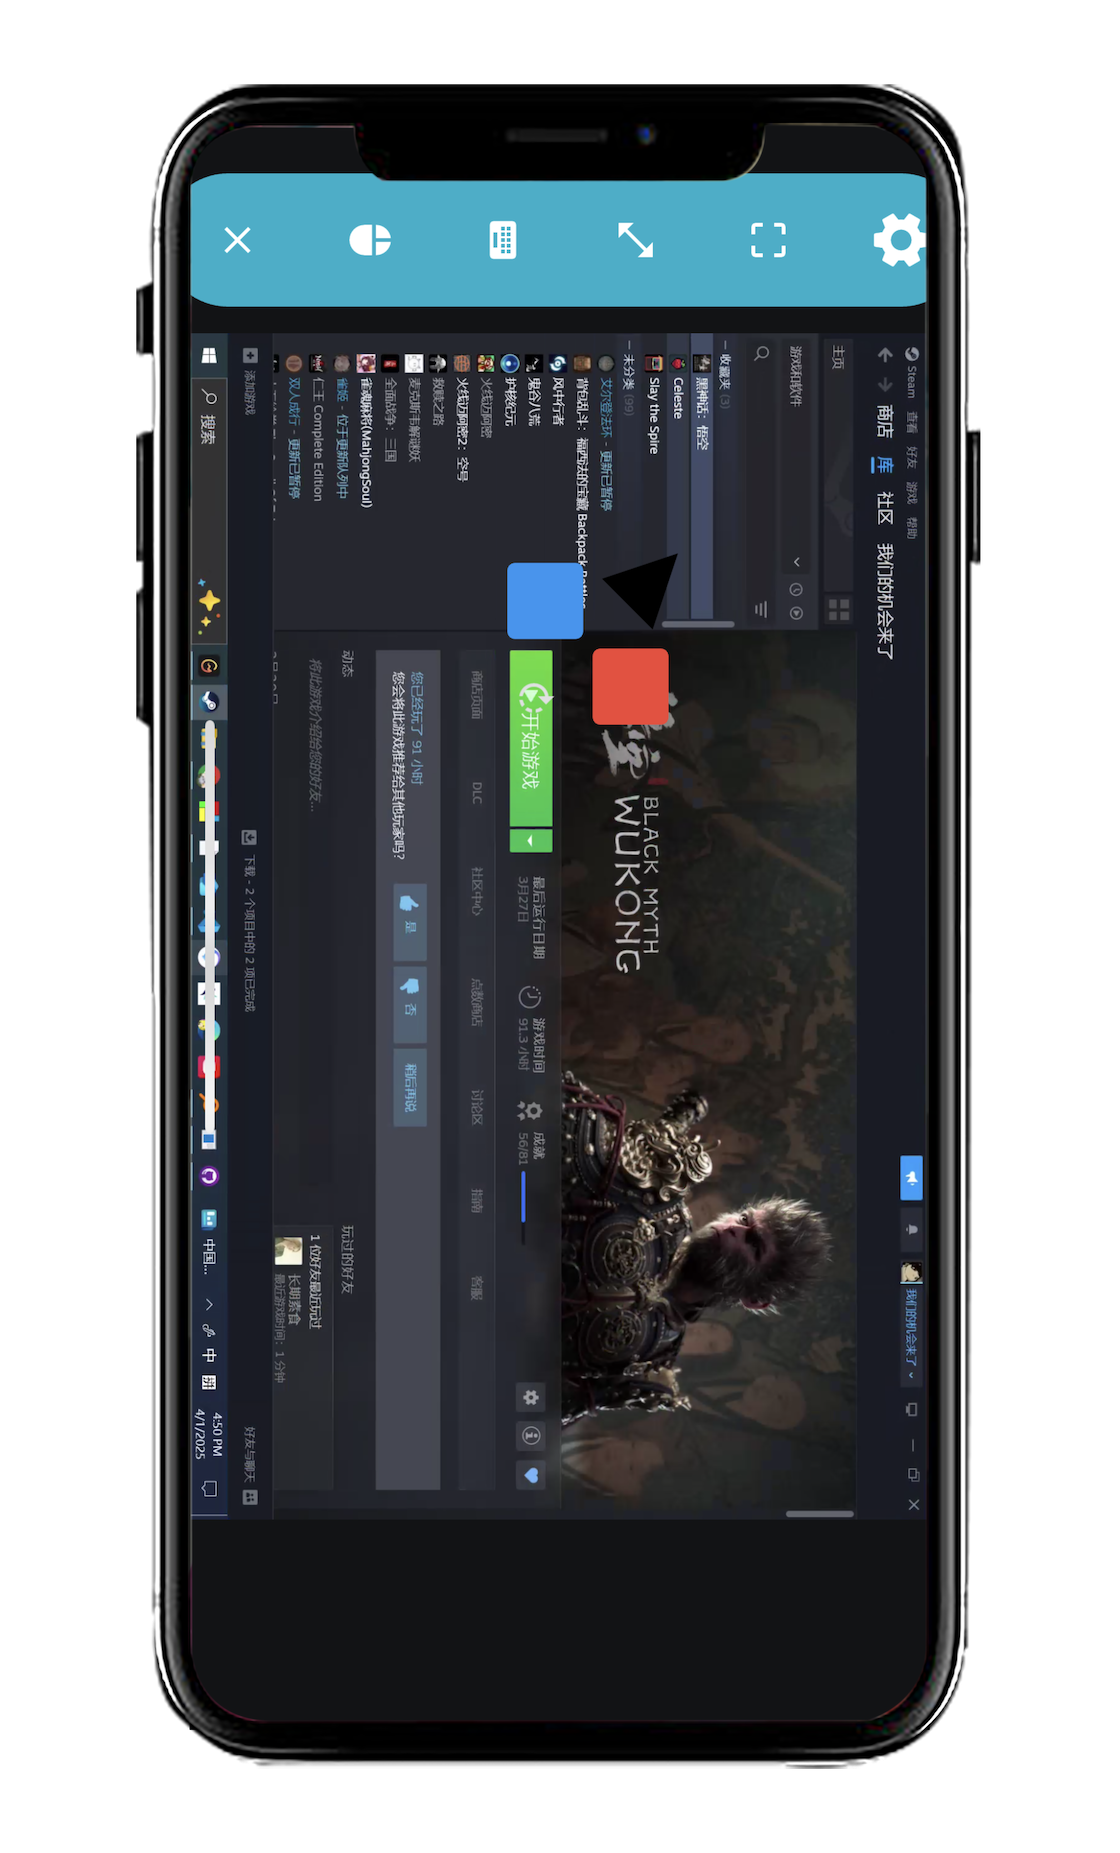 Steam 查看 好友 游戏 帮助
我们的机会来了
商店 库 社区 我们的机会来了
主页
游戏和软件
收藏夹 (3)
黑神话：悟空
Celeste
Slay the Spire
未分类 (99)
艾尔登法环 - 更新已暂停
背包乱斗：福西法的宝藏 Backpack Battles
风中行者
鬼谷八荒
护核纪元
火线迈阿密
火线迈阿密2：空号
救赎之路
麦克斯韦解谜妖
全面战争：三国
雀魂麻将(MahjongSoul)
雀姬 - 位于更新队列中
仁王 Complete Edition
双人成行 - 更新已暂停
BLACK MYTH
WUKONG
开始游戏
最后运行日期
3月27日
游戏时间
91.3 小时
成就
56/81
商店页面 DLC 社区中心 点数商店 讨论区 指南 客服
您已经玩了 91 小时
您会将此游戏推荐给其他玩家吗？
是 否 稍后再说
动态
将此游戏介绍给您的好友...
玩过的好友
1 位好友最近玩过
长期素食
最近游戏时间：1 分钟
添加游戏
下载 - 2 个项目中的 2 项已完成
好友与聊天
搜索
中国...
中
拼
4:50 PM
4/1/2025